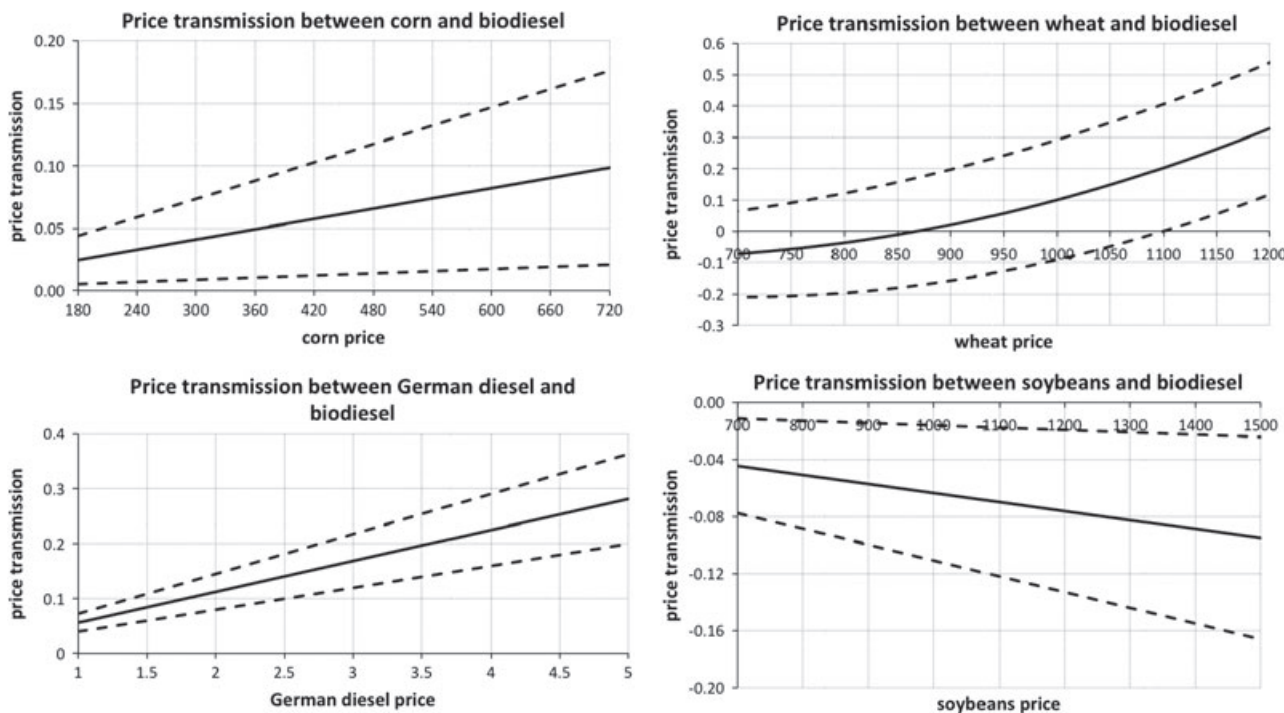 Price transmission between corn and biodiesel
0.20
0.15
0.10
0.05
0.00
price transmission
180 240 300 360 420 480 540 600 660 720
corn price
Price transmission between wheat and biodiesel
0.6
0.5
0.4
0.3
0.2
0.1
0
-0.1
-0.2
-0.3
price transmission
700 750 800 850 900 950 1000 1050 1100 1150 1200
wheat price
Price transmission between German diesel and
biodiesel
0.4
0.3
0.2
0.1
0
price transmission
1 1.5 2 2.5 3 3.5 4 4.5 5
German diesel price
Price transmission between soybeans and biodiesel
0.00
-0.04
-0.08
-0.12
-0.16
-0.20
price transmission
700 800 900 1000 1100 1200 1300 1400 1500
soybeans price